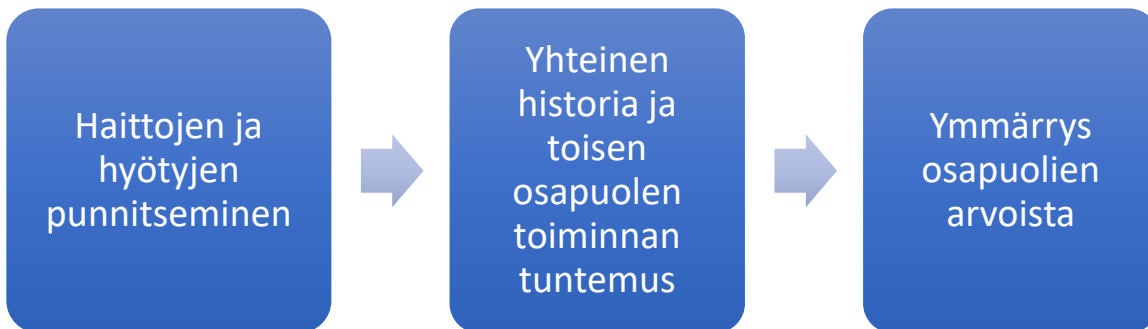 Haittojen ja
hyötyjen
punnitseminen
Yhteinen
historia ja
toisen
osapuolen
toiminnan
tuntemus
Ymmärrys
osapuolien
arvoista